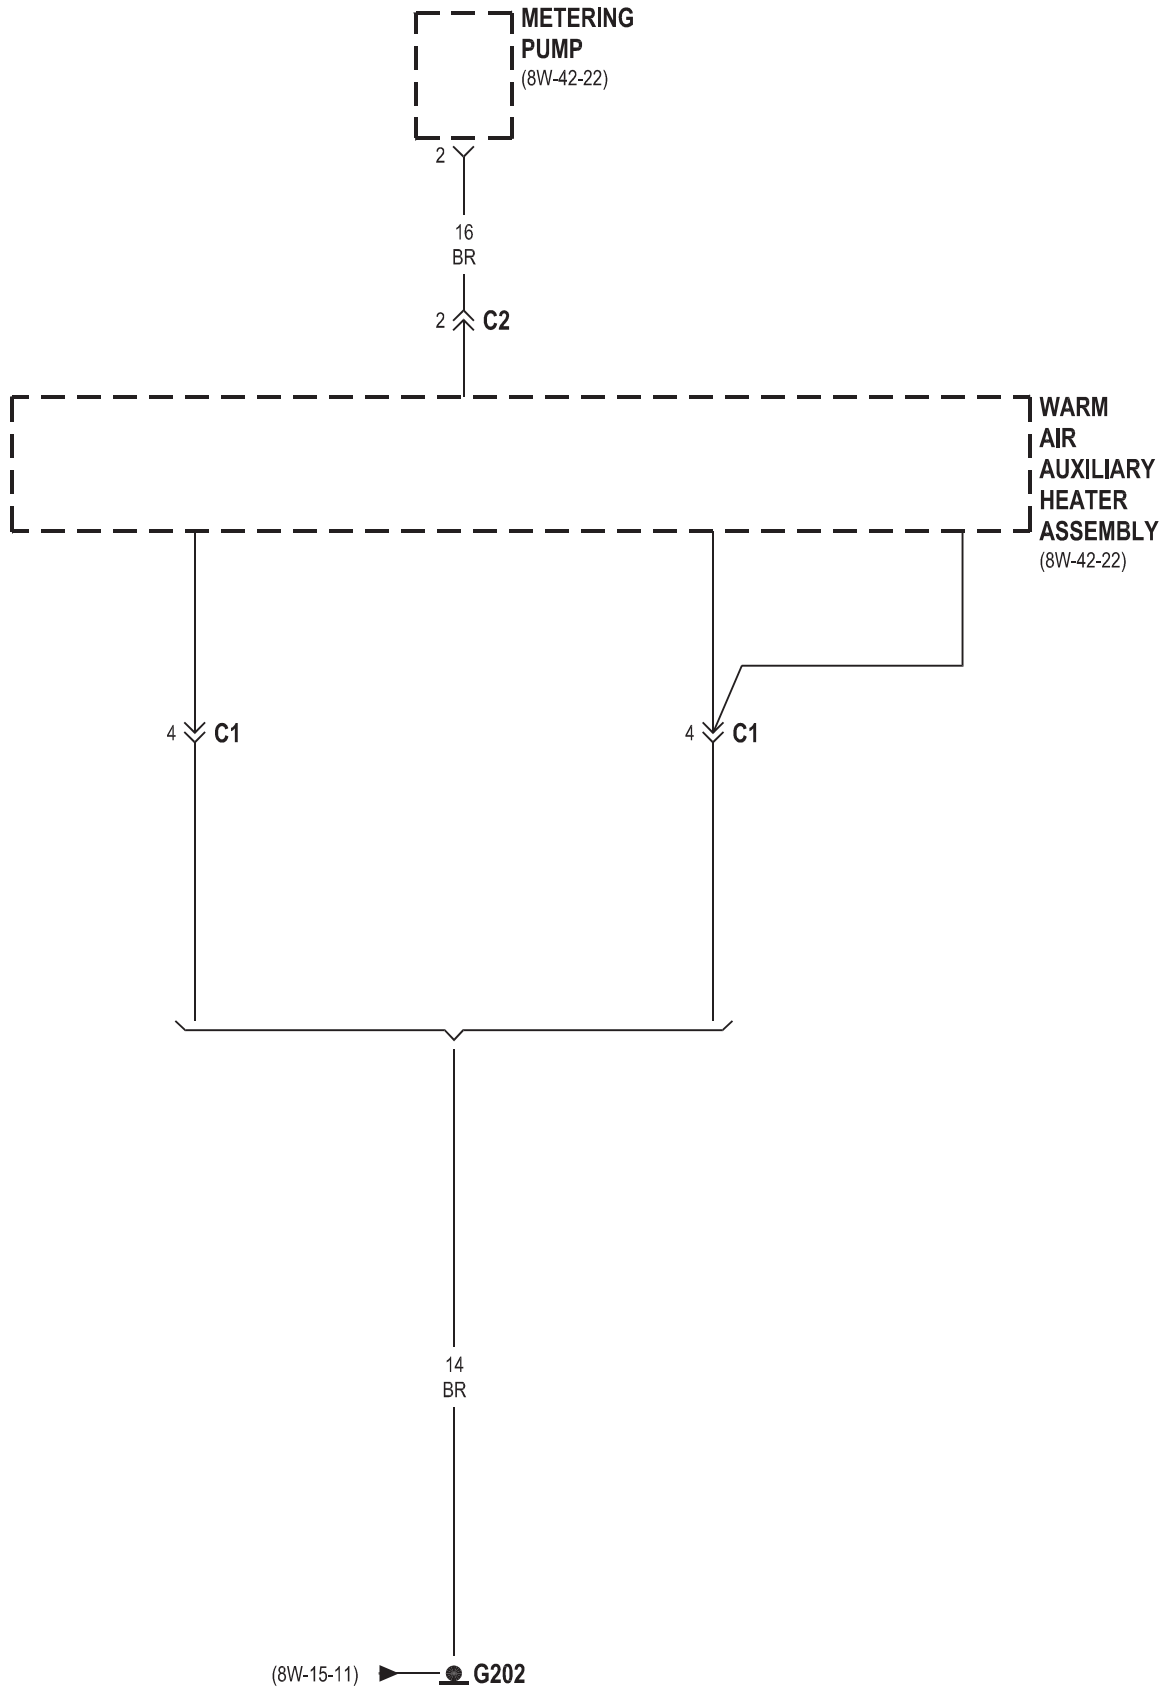 METERING
PUMP
(8W-42-22)
2
16
BR
2 C2
WARM
AIR
AUXILIARY
HEATER
ASSEMBLY
(8W-42-22)
4 C1
4 C1
14
BR
(8W-15-11) G202